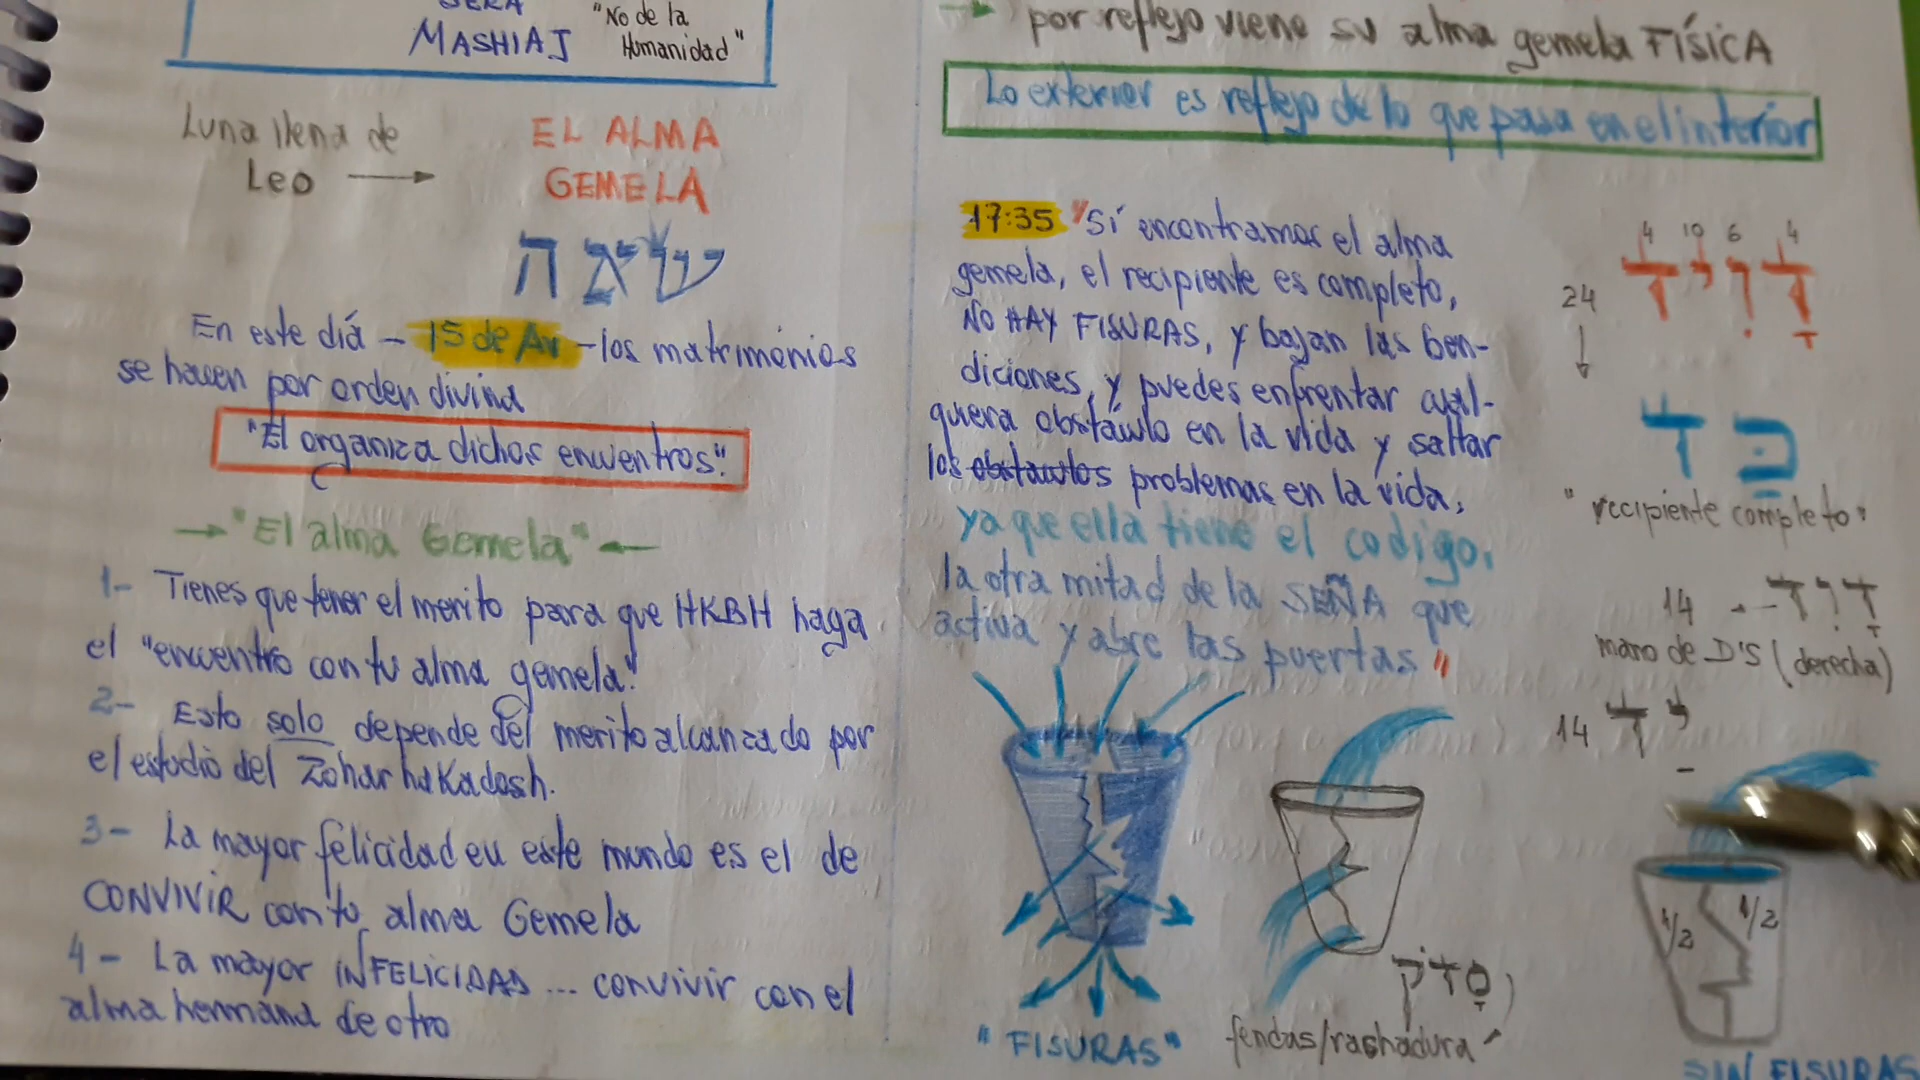 SERA
MASHIAJ
"No de la
Humanidad"
Luna llena de
Leo
EL ALMA
GEMELA
En este diá - 15 de Av - los matrimonios
se hacen por orden divina
"El organiza dichos encuentros".
"El alma Gemela"
1- Tienes que tener el merito para que HKBH haga
el "encuentro con tu alma gemela."
2- Esto solo depende del merito alcanzado por
el estudio del Zohar haKadosh.
3- La mayor felicidad en este mundo es el de
CONVIVIR con tu alma Gemela
4- La mayor INFELICIDAD... convivir con el
alma hermana de otro
por reflejo viene su alma gemela FÍSICA
Lo exterior es reflejo de lo que pasa en el interior
17:35 "Sí encontramos el alma
gemela, el recipiente es completo,
NO HAY FISURAS, y bajan las ben-
diciones, y puedes enfrentar cual-
quiera obstáculo en la vida y saltar
los obstaculos problemas en la vida,
ya que ella tiene el codigo,
la otra mitad de la SEÑA que
activa y abre las puertas"
4 10 6 4
24
דויד
כד
"recipiente completo"
14
mano de D'S (derecha)
14
יד
"FISURAS"
סדק
fendas/rachadura
1/2 1/2
SIN FISURAS